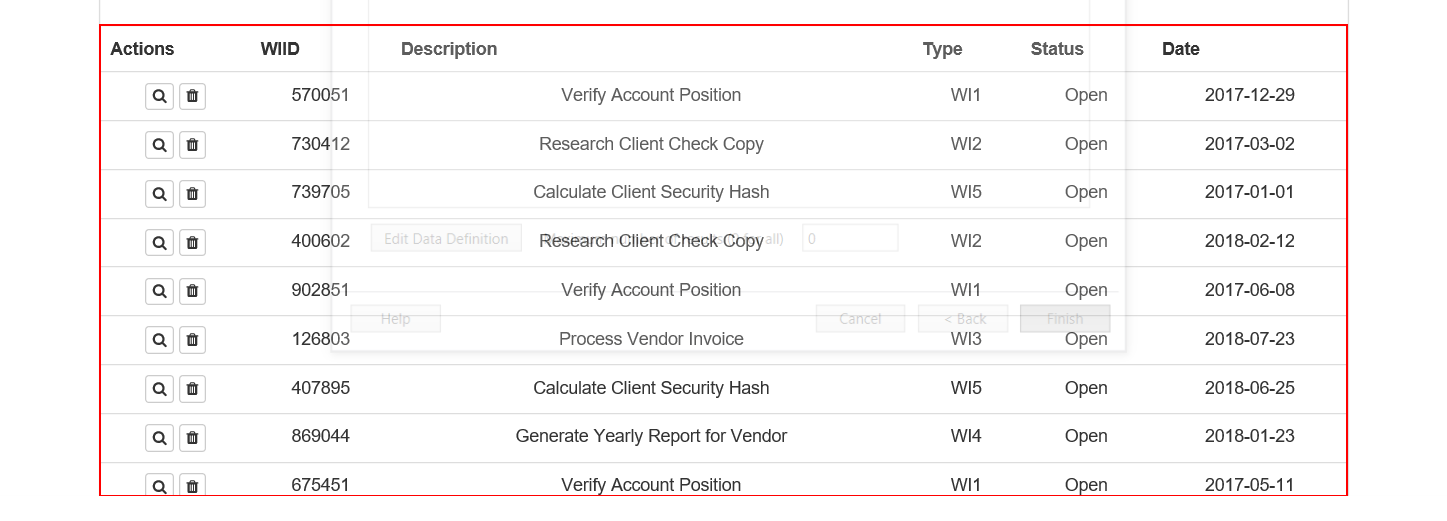 Actions WIID Description Type Status Date
570051 Verify Account Position WI1 Open 2017-12-29
730412 Research Client Check Copy WI2 Open 2017-03-02
739705 Calculate Client Security Hash WI5 Open 2017-01-01
400602 Research Client Check Copy WI2 Open 2018-02-12
Edit Data Definition for all) 0
902851 Verify Account Position WI1 Open 2017-06-08
Help Cancel < Back Finish
126803 Process Vendor Invoice WI3 Open 2018-07-23
407895 Calculate Client Security Hash WI5 Open 2018-06-25
869044 Generate Yearly Report for Vendor WI4 Open 2018-01-23
675451 Verify Account Position WI1 Open 2017-05-11